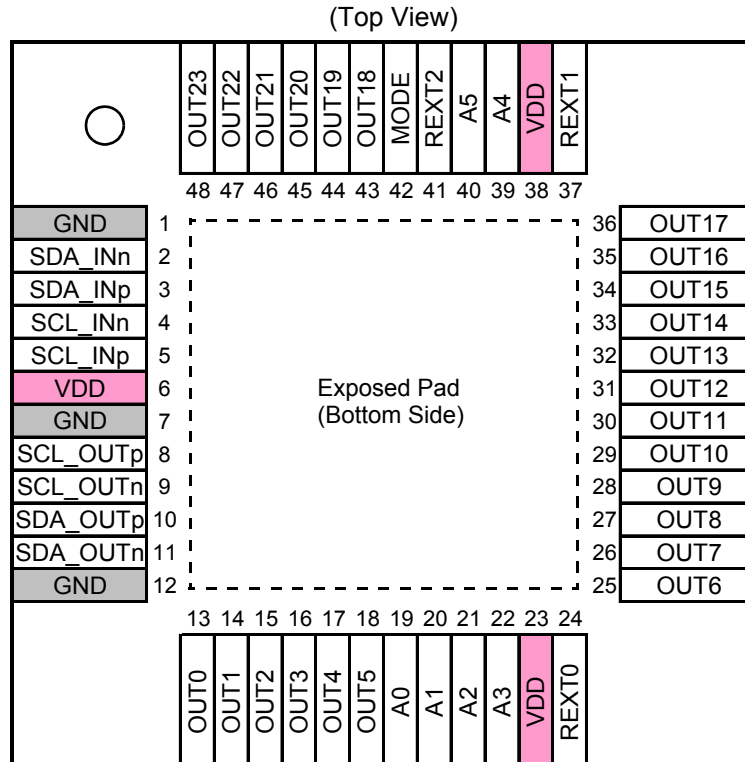 (Top View)
OUT23 OUT22 OUT21 OUT20 OUT19 OUT18 MODE REXT2 A5 A4 VDD REXT1
48 47 46 45 44 43 42 41 40 39 38 37
GND 1 36 OUT17
SDA_INn 2 35 OUT16
SDA_INp 3 34 OUT15
SCL_INn 4 33 OUT14
SCL_INp 5 32 OUT13
VDD 6 Exposed Pad 31 OUT12
GND 7 (Bottom Side) 30 OUT11
SCL_OUTp 8 29 OUT10
SCL_OUTn 9 28 OUT9
SDA_OUTp 10 27 OUT8
SDA_OUTn 11 26 OUT7
GND 12 25 OUT6
13 14 15 16 17 18 19 20 21 22 23 24
OUT0 OUT1 OUT2 OUT3 OUT4 OUT5 A0 A1 A2 A3 VDD REXT0